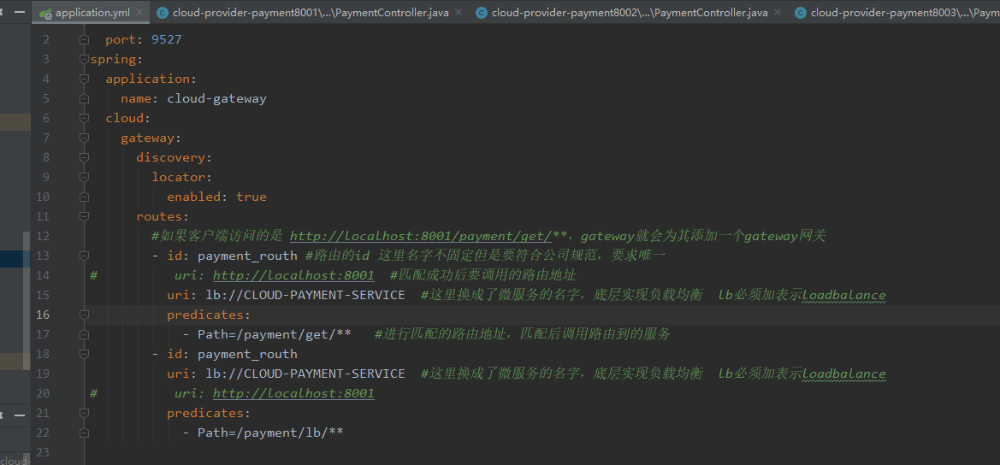 application.yml
cloud-provider-payment8001\...\PaymentController.java
cloud-provider-payment8002\...\PaymentController.java
cloud-provider-payment8003\...\Paym
2 port: 9527
3 spring:
4 application:
5 name: cloud-gateway
6 cloud:
7 gateway:
8 discovery:
9 locator:
10 enabled: true
11 routes:
12 #如果客户端访问的是 http://localhost:8001/payment/get/**，gateway就会为其添加一个gateway网关
13 - id: payment_routh #路由的id 这里名字不固定但是要符合公司规范，要求唯一
14 # uri: http://localhost:8001 #匹配成功后要调用的路由地址
15 uri: lb://CLOUD-PAYMENT-SERVICE #这里换成了微服务的名字，底层实现负载均衡 lb必须加表示loadbalance
16 predicates:
17 - Path=/payment/get/** #进行匹配的路由地址，匹配后调用路由到的服务
18 - id: payment_routh
19 uri: lb://CLOUD-PAYMENT-SERVICE #这里换成了微服务的名字，底层实现负载均衡 lb必须加表示loadbalance
20 # uri: http://localhost:8001
21 predicates:
22 - Path=/payment/lb/**
23
cloud-